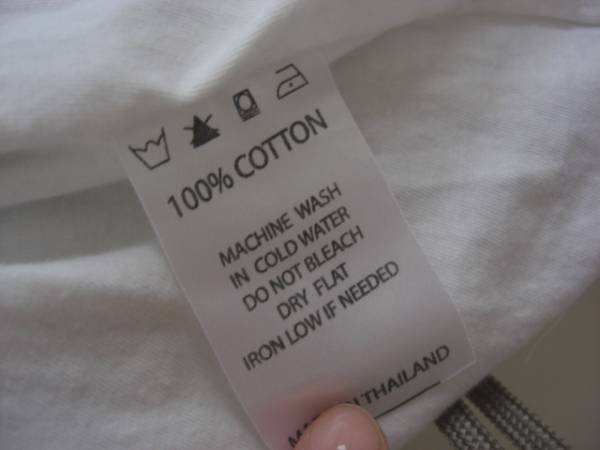 100% COTTON
MACHINE WASH
IN COLD WATER
DO NOT BLEACH
DRY FLAT
IRON LOW IF NEEDED
THAILAND